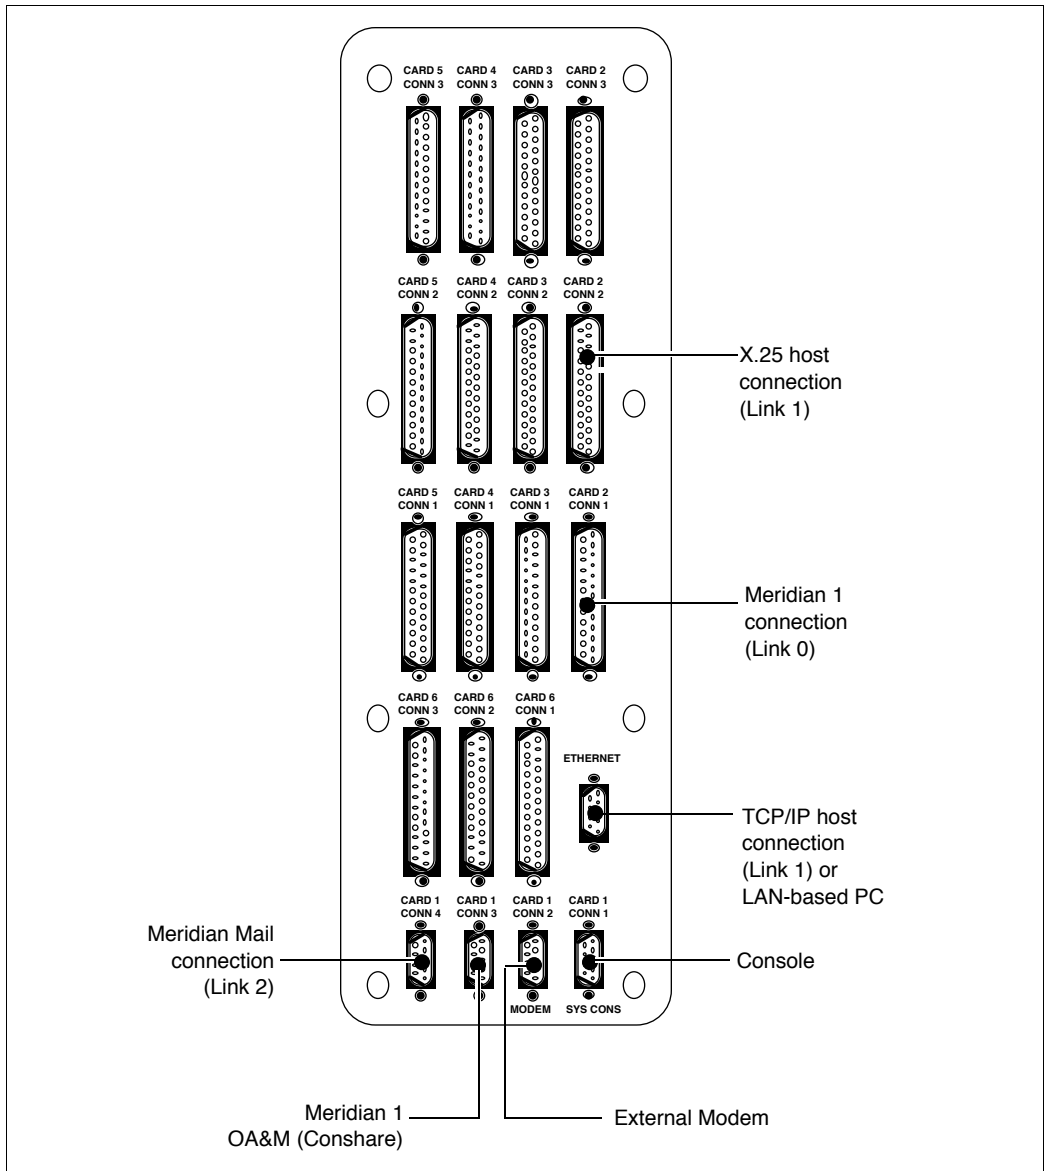 CARD 5 CARD 4 CARD 3 CARD 2
CONN 3 CONN 3 CONN 3 CONN 3
CARD 5 CARD 4 CARD 3 CARD 2
CONN 2 CONN 2 CONN 2 CONN 2
X.25 host
connection
(Link 1)
CARD 5 CARD 4 CARD 3 CARD 2
CONN 1 CONN 1 CONN 1 CONN 1
Meridian 1
connection
(Link 0)
CARD 6 CARD 6 CARD 6
CONN 3 CONN 2 CONN 1
ETHERNET
TCP/IP host
connection
(Link 1) or
LAN-based PC
CARD 1 CARD 1 CARD 1 CARD 1
CONN 4 CONN 3 CONN 2 CONN 1
Meridian Mail
connection
(Link 2)
Console
MODEM SYS CONS
Meridian 1
OA&M (Conshare)
External Modem